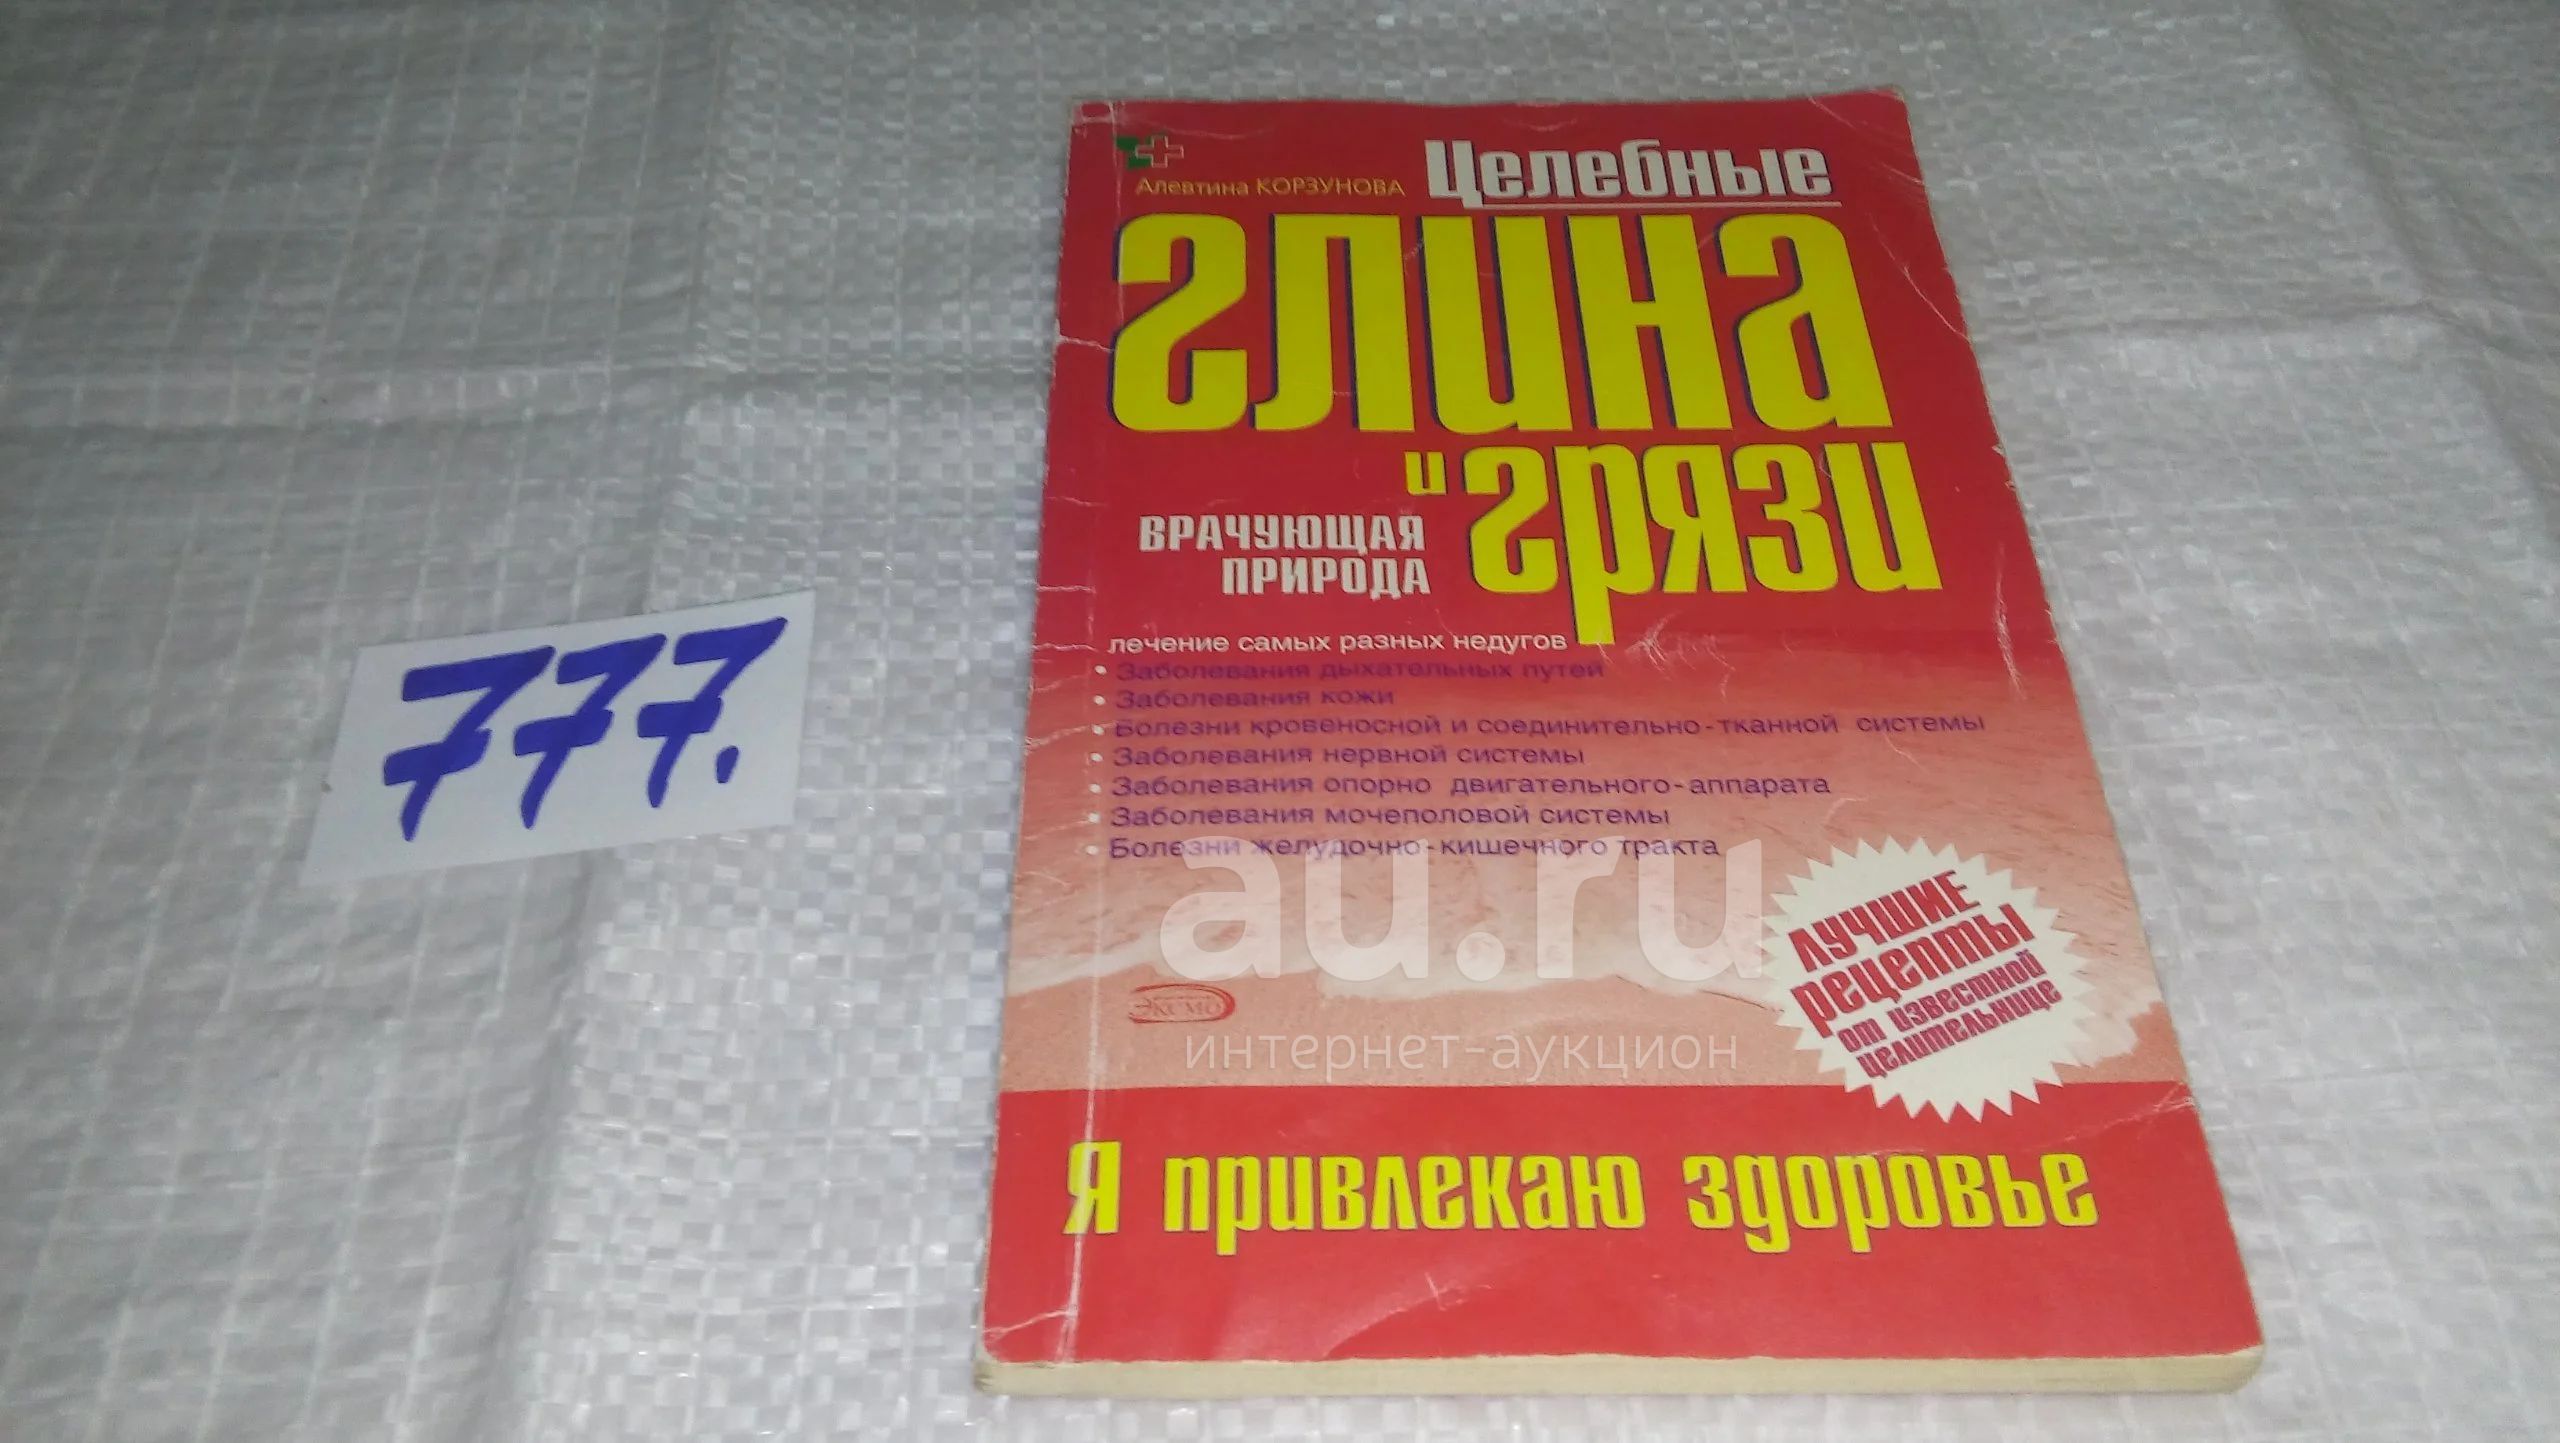 777.
Алевтина КОРЗУНОВА
Целебные
глина
и грязи
ВРАЧУЮЩАЯ
ПРИРОДА
лечение самых разных недугов
• Заболевания дыхательных путей
• Заболевания кожи
• Болезни кровеносной и соединительно-тканной системы
• Заболевания нервной системы
• Заболевания опорно двигательного-аппарата
• Заболевания мочеполовой системы
• Болезни желудочно-кишечного тракта
au.ru
интернет-аукцион
ЭКСМО
ЛУЧШИЕ
рецепты
от известной
целительнице
Я привлекаю здоровье